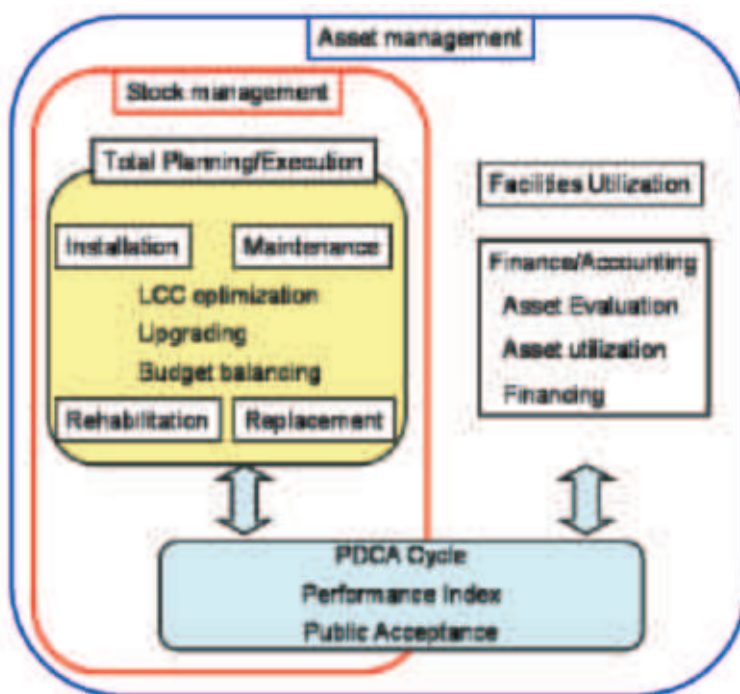 Asset management
Stock management
Total Planning/Execution
Installation
Maintenance
LCC optimization
Upgrading
Budget balancing
Rehabilitation
Replacement
Facilities Utilization
Finance/Accounting
Asset Evaluation
Asset utilization
Financing
PDCA Cycle
Performance Index
Public Acceptance